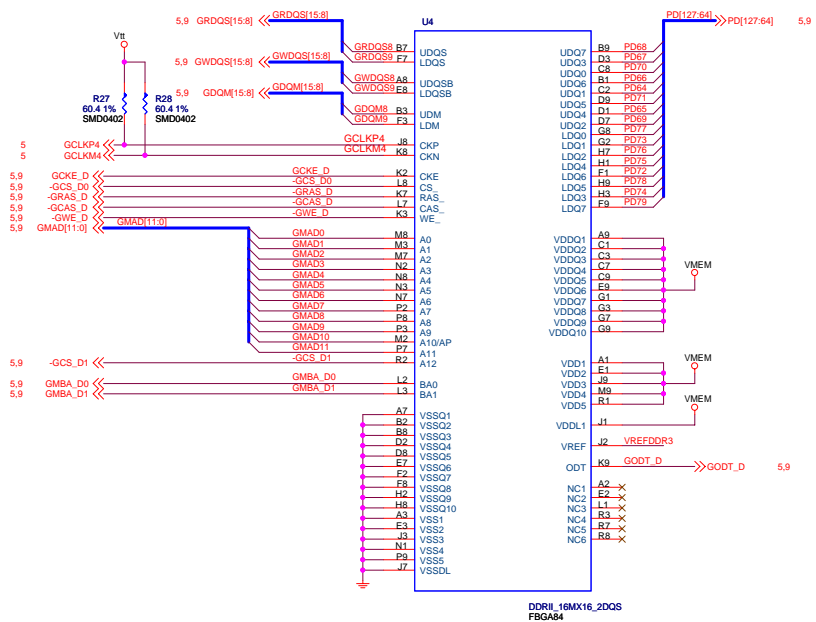 U4
5,9 GRDQS[15:8] GRDQS[15:8]
GRDQS8 B7 UDQS
GRDQS9 F7 LDQS
5,9 GWDQS[15:8] GWDQS[15:8]
GWDQS8 A8 UDQSB
GWDQS9 E8 LDQSB
5,9 GDQM[15:8] GDQM[15:8]
GDQM8 B3 UDM
GDQM9 F3 LDM
Vtt
R27
60.4 1%
SMD0402
R28
60.4 1%
SMD0402
5 GCLKP4 GCLKP4 J8 CKP
5 GCLKM4 GCLKM4 K8 CKN
5,9 GCKE_D GCKE_D K2 CKE
5,9 -GCS_D0 -GCS_D0 L8 CS_
5,9 -GRAS_D -GRAS_D K7 RAS_
5,9 -GCAS_D -GCAS_D L7 CAS_
5,9 -GWE_D -GWE_D K3 WE_
5,9 GMAD[11:0] GMAD[11:0]
GMAD0 M8 A0
GMAD1 M3 A1
GMAD2 M7 A2
GMAD3 N2 A3
GMAD4 N8 A4
GMAD5 N3 A5
GMAD6 N7 A6
GMAD7 P2 A7
GMAD8 P8 A8
GMAD9 P3 A9
GMAD10 M2 A10/AP
GMAD11 P7 A11
5,9 -GCS_D1 -GCS_D1 R2 A12
5,9 GMBA_D0 GMBA_D0 L2 BA0
5,9 GMBA_D1 GMBA_D1 L3 BA1
A7 VSSQ1
B2 VSSQ2
B8 VSSQ3
D2 VSSQ4
D8 VSSQ5
E7 VSSQ6
F2 VSSQ7
F8 VSSQ8
H2 VSSQ9
H8 VSSQ10
A3 VSS1
E3 VSS2
J3 VSS3
N1 VSS4
P9 VSS5
J7 VSSDL
PD[127:64] PD[127:64] 5,9
UDQ7 B9 PD68
UDQ3 D3 PD67
UDQ0 C8 PD70
UDQ6 B1 PD66
UDQ1 C2 PD64
UDQ5 D9 PD71
UDQ4 D1 PD65
UDQ2 D7 PD69
LDQ0 G8 PD77
LDQ1 G2 PD73
LDQ2 H7 PD76
LDQ4 H1 PD75
LDQ6 F1 PD72
LDQ5 H9 PD78
LDQ3 H3 PD74
LDQ7 F9 PD79
VDDQ1 A9
VDDQ2 C1
VDDQ3 C3
VDDQ4 C7
VDDQ5 C9
VDDQ6 E9
VDDQ7 G1
VDDQ8 G3
VDDQ9 G7
VDDQ10 G9
VMEM
VDD1 A1
VDD2 E1
VDD3 J9
VDD4 M9
VDD5 R1
VMEM
VMEM
VDDL1 J1
VREF J2 VREFDDR3
ODT K9 GODT_D GODT_D 5,9
NC1 A2
NC2 E2
NC3 L1
NC4 R3
NC5 R7
NC6 R8
DDRII_16MX16_2DQS
FBGA84